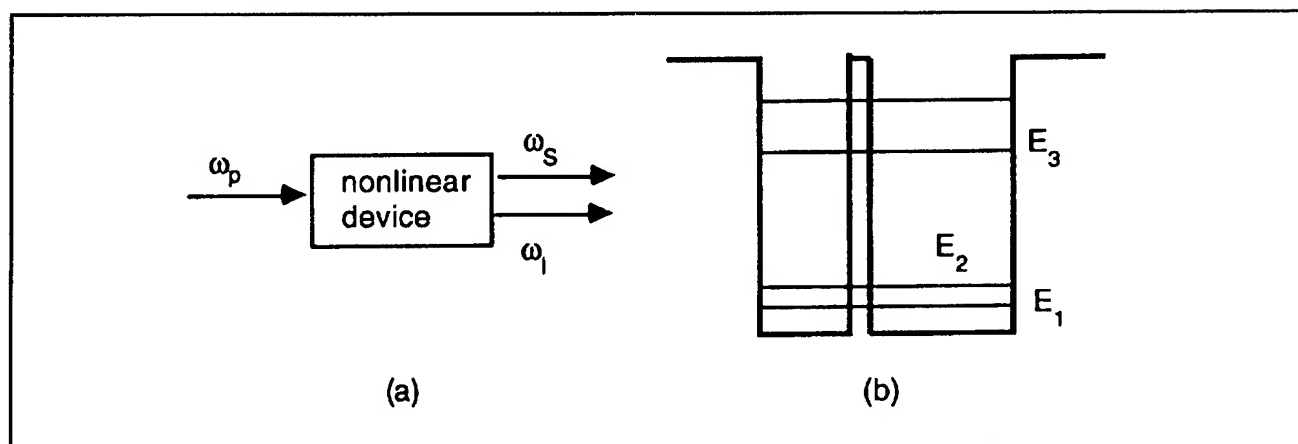 ω_p
nonlinear
device
ω_S
ω_I
(a)
E_3
E_2
E_1
(b)